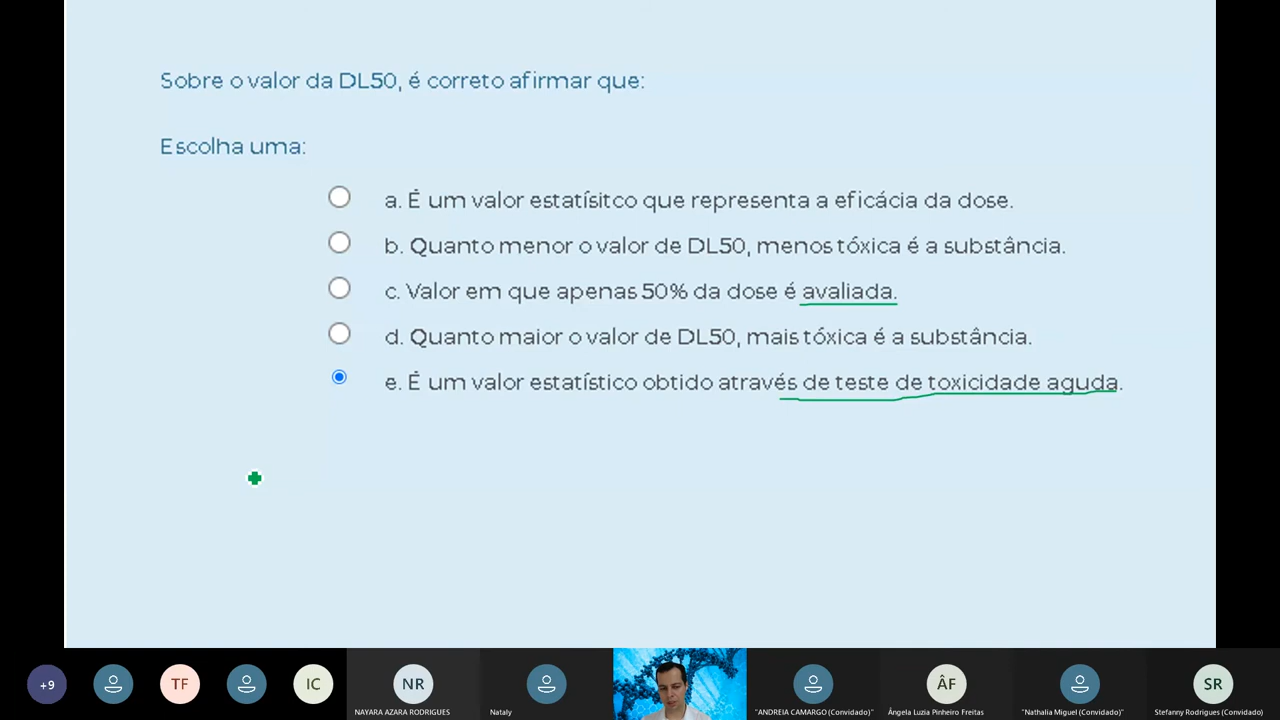 Sobre o valor da DL50, é correto afirmar que:
Escolha uma:
a. É um valor estatísitco que representa a eficácia da dose.
b. Quanto menor o valor de DL50, menos tóxica é a substância.
c. Valor em que apenas 50% da dose é avaliada.
d. Quanto maior o valor de DL50, mais tóxica é a substância.
e. É um valor estatístico obtido através de teste de toxicidade aguda.
+9
TF
IC
NR
ÂF
SR
NAYARA AZARA RODRIGUES
Nataly
"ANDREIA CAMARGO (Convidado)"
Ângela Luzia Pinheiro Freitas
"Nathalia Miguel (Convidado)"
Stefanny Rodrigues (Convidado)